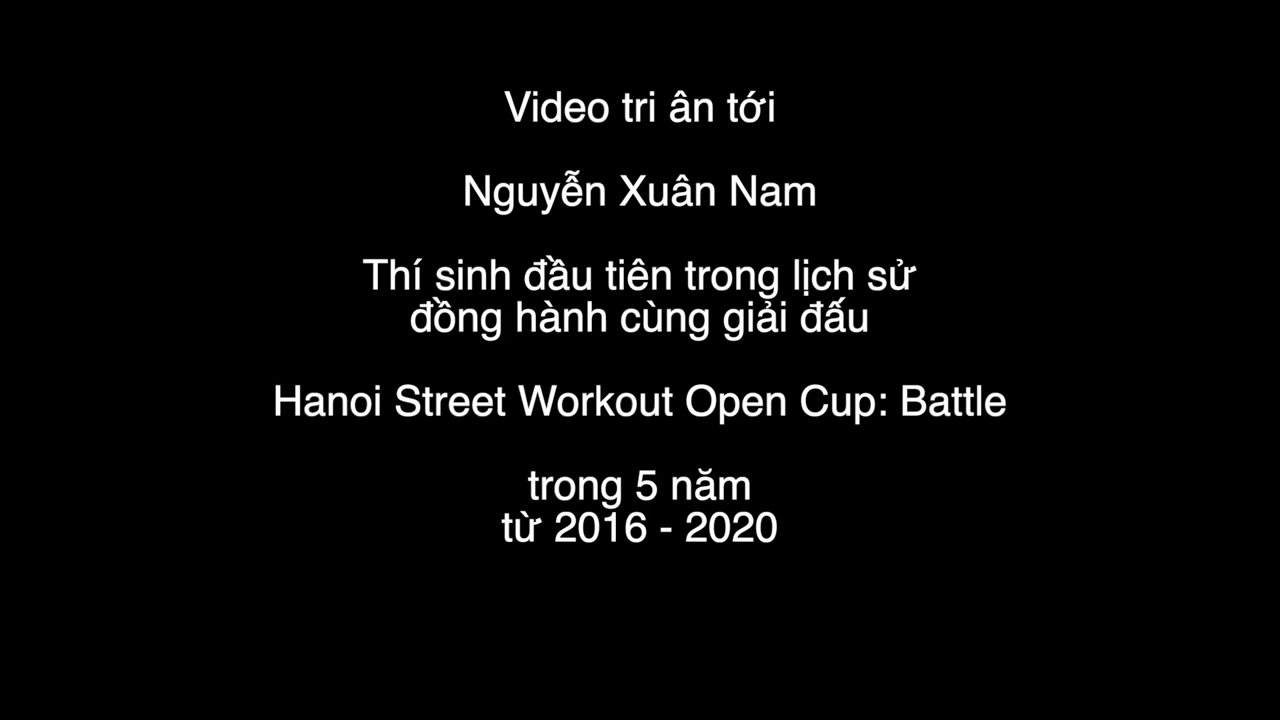 Video tri ân tới
Nguyễn Xuân Nam
Thí sinh đầu tiên trong lịch sử
đồng hành cùng giải đấu
Hanoi Street Workout Open Cup: Battle
trong 5 năm
từ 2016 - 2020